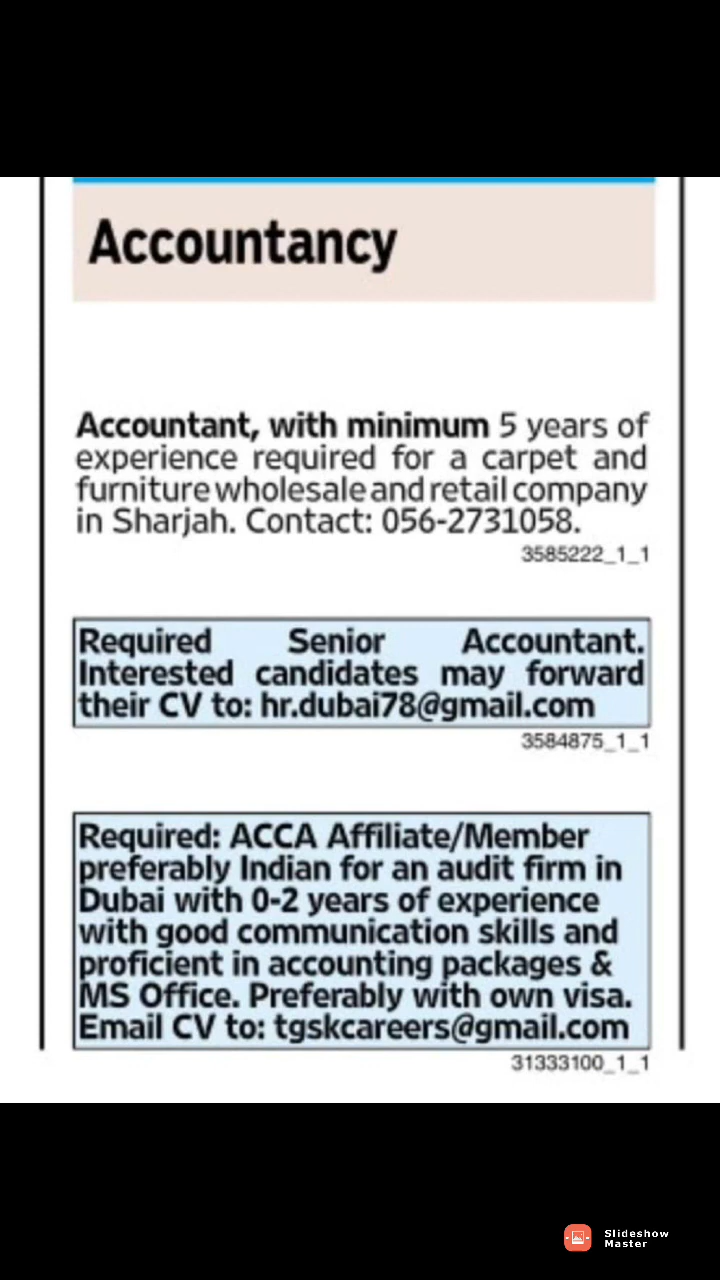 Accountancy
Accountant, with minimum 5 years of
experience required for a carpet and
furniture wholesale and retail company
in Sharjah. Contact: 056-2731058.
3585222_1_1
Required Senior Accountant.
Interested candidates may forward
their CV to: hr.dubai78@gmail.com
3584875_1_1
Required: ACCA Affiliate/Member
preferably Indian for an audit firm in
Dubai with 0-2 years of experience
with good communication skills and
proficient in accounting packages &
MS Office. Preferably with own visa.
Email CV to: tgskcareers@gmail.com
31333100_1_1
Slideshow
Master